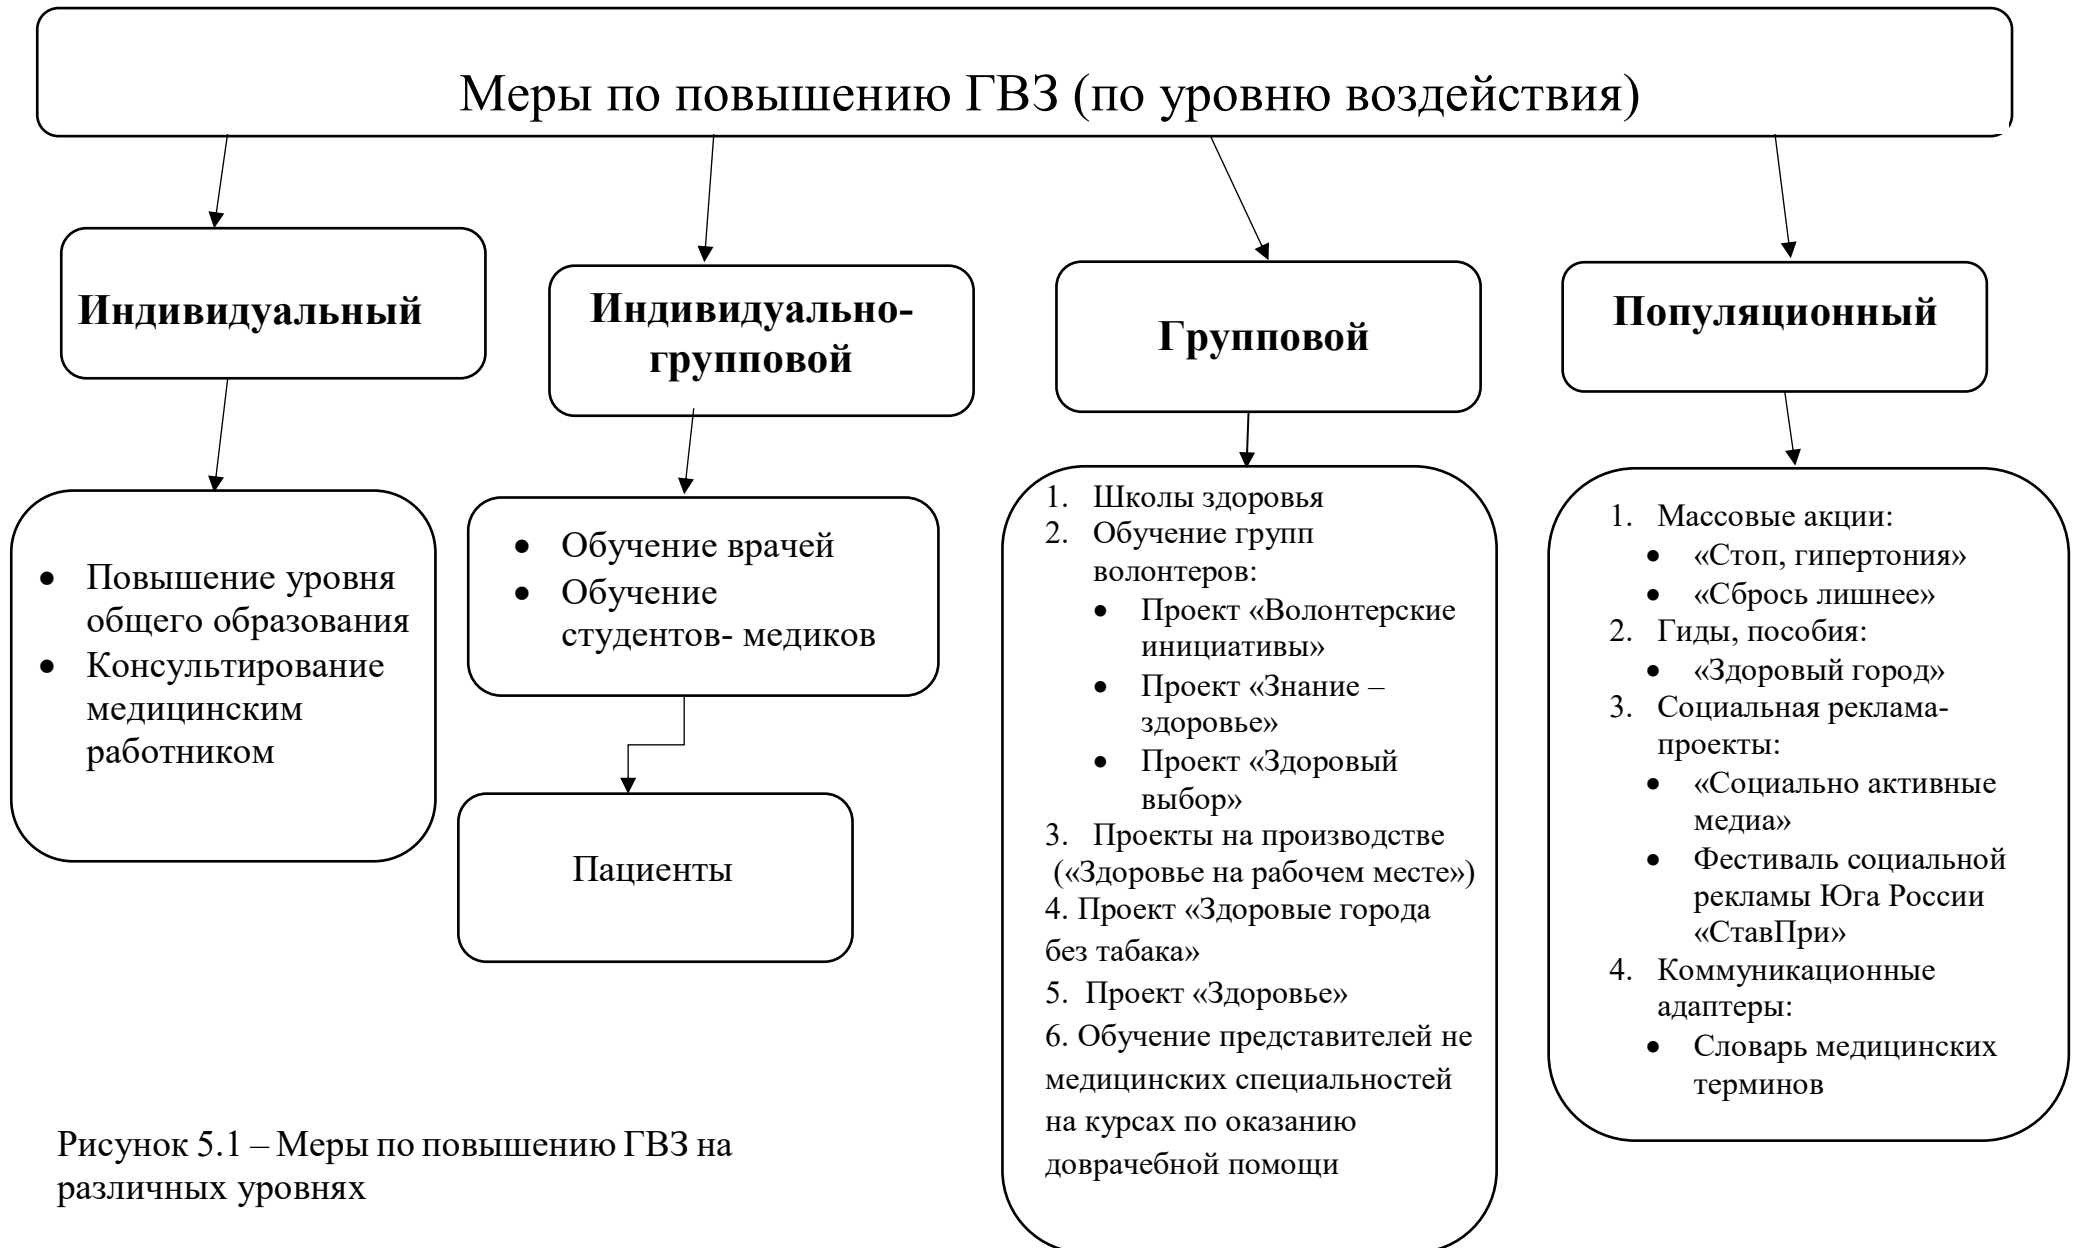 Меры по повышению ГВЗ (по уровню воздействия)
Индивидуальный
Индивидуально-
групповой
Групповой
Популяционный
• Повышение уровня
общего образования
• Консультирование
медицинским
работником
• Обучение врачей
• Обучение
студентов- медиков
Пациенты
1. Школы здоровья
2. Обучение групп
волонтеров:
• Проект «Волонтерские
инициативы»
• Проект «Знание –
здоровье»
• Проект «Здоровый
выбор»
3. Проекты на производстве
(«Здоровье на рабочем месте»)
4. Проект «Здоровые города
без табака»
5. Проект «Здоровье»
6. Обучение представителей не
медицинских специальностей
на курсах по оказанию
доврачебной помощи
1. Массовые акции:
• «Стоп, гипертония»
• «Сбрось лишнее»
2. Гиды, пособия:
• «Здоровый город»
3. Социальная реклама-
проекты:
• «Социально активные
медиа»
• Фестиваль социальной
рекламы Юга России
«СтавПри»
4. Коммуникационные
адаптеры:
• Словарь медицинских
терминов
Рисунок 5.1 – Меры по повышению ГВЗ на
различных уровнях